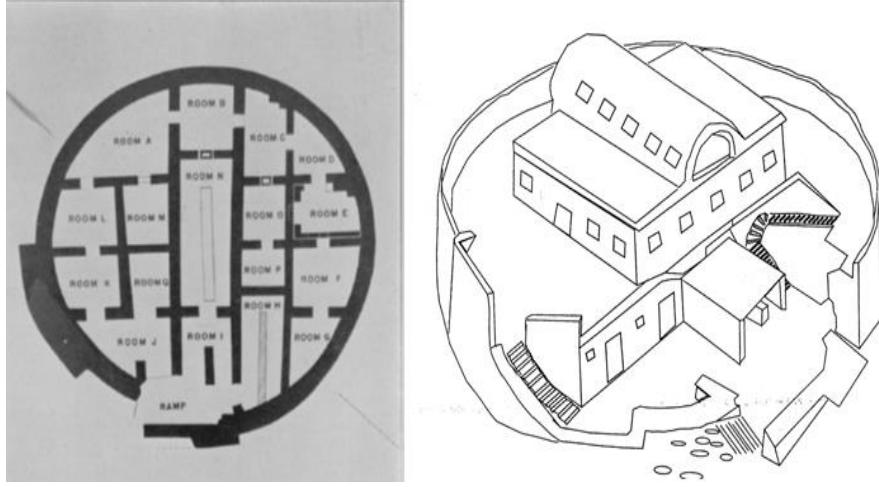 ROOM B
ROOM A
ROOM C
ROOM D
ROOM N
ROOM L
ROOM M
ROOM O
ROOM E
ROOM K
ROOM Q
ROOM P
ROOM F
ROOM H
ROOM J
ROOM I
ROOM G
RAMP